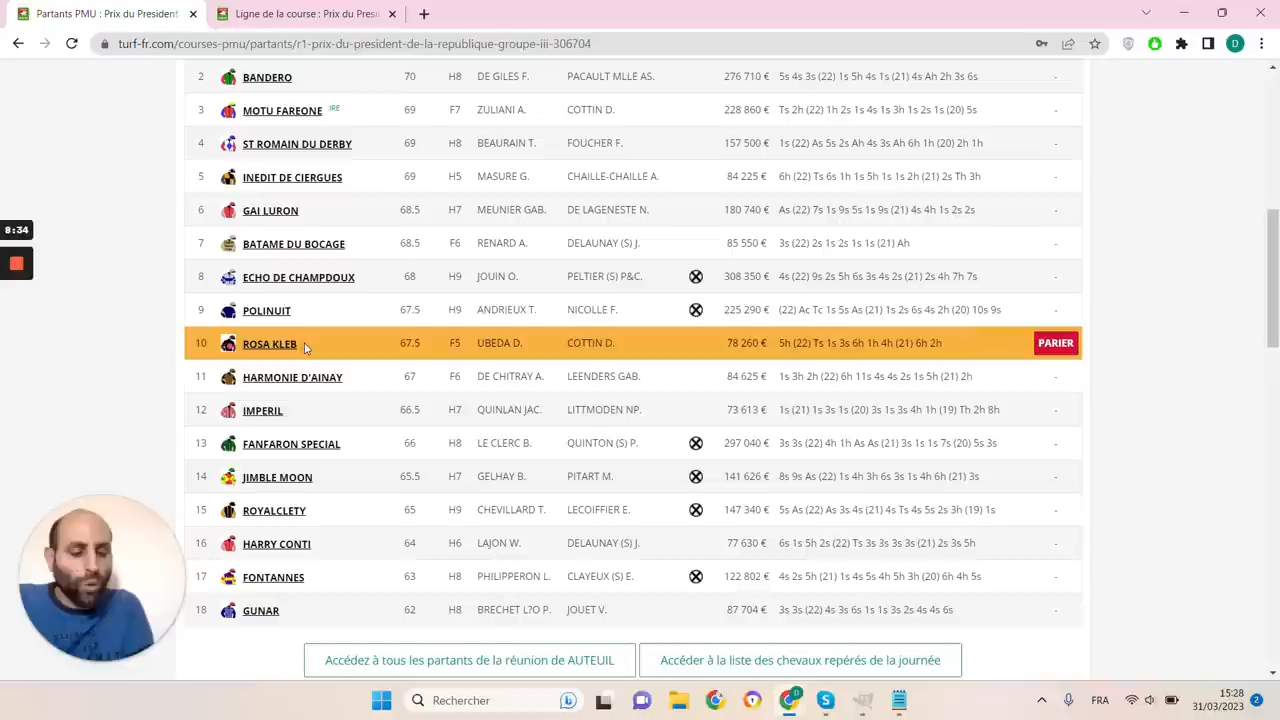 Partants PMU : Prix du President
Ligne de la course : Prix du Pres
turf-fr.com/courses-pmu/partants/r1-prix-du-president-de-la-republique-groupe-iii-306704
D
2 BANDERO 70 H8 DE GILES F. PACAULT MLLE AS. 276 710 € 5s 4s 3s (22) 1s 5h 4s 1s (21) 4s Ah 2h 3s 6s -
3 MOTU FAREONE IRE 69 F7 ZULIANI A. COTTIN D. 228 860 € Ts 2h (22) 1h 2s 1s 4s 1s 3h 1s 2s 1s (20) 5s -
4 ST ROMAIN DU DERBY 69 H8 BEAURAIN T. FOUCHER F. 157 500 € 1s (22) As 5s 2s Ah 4s 3s Ah 6h 1h (20) 2h 1h -
5 INEDIT DE CIERGUES 69 H5 MASURE G. CHAILLE-CHAILLE A. 84 225 € 6h (22) Ts 6s 1h 1s 5h 1s 1s 2h (21) 2s Th 3h -
6 GAI LURON 68.5 H7 MEUNIER GAB. DE LAGENESTE N. 180 740 € As (22) 7s 1s 9s 5s 1s 9s (21) 4s 4h 1s 2s 2s -
7 BATAME DU BOCAGE 68.5 F6 RENARD A. DELAUNAY (S) J. 85 550 € 3s (22) 2s 1s 2s 1s 1s (21) Ah -
8 ECHO DE CHAMPDOUX 68 H9 JOUIN O. PELTIER (S) P&C. 308 350 € 4s (22) 9s 2s 5h 6s 3s 4s 2s (21) 2s 4h 7h 7s -
8:34
9 POLINUIT 67.5 H9 ANDRIEUX T. NICOLLE F. 225 290 € (22) Ac Tc 1s 5s As (21) 1s 2s 6s 4s 2h (20) 10s 9s -
10 ROSA KLEB 67.5 F5 UBEDA D. COTTIN D. 78 260 € 5h (22) Ts 1s 3s 6h 1h 4h (21) 6h 2h PARIER
11 HARMONIE D'AINAY 67 F6 DE CHITRAY A. LEENDERS GAB. 84 625 € 1s 3h 2h (22) 6h 11s 4s 4s 2s 1s 5h (21) 2h -
12 IMPERIL 66.5 H7 QUINLAN JAC. LITTMODEN NP. 73 613 € 1s (21) 1s 3s 1s (20) 3s 1s 3s 4h 1h (19) Th 2h 8h -
13 FANFARON SPECIAL 66 H8 LE CLERC B. QUINTON (S) P. 297 040 € 3s 3s (22) 4h 1h As As (21) 3s 1s 1s 7s (20) 5s 3s -
14 JIMBLE MOON 65.5 H7 GELHAY B. PITART M. 141 626 € 8s 9s As (22) 1s 4h 3h 6s 3s 1s 4h 6h (21) 3s -
15 ROYALCLETY 65 H9 CHEVILLARD T. LECOIFFIER E. 147 340 € 5s As (22) As 3s 4s (21) 4s Ts 4s 5s 2s 3h (19) 1s -
16 HARRY CONTI 64 H6 LAJON W. DELAUNAY (S) J. 77 630 € 6s 1s 5h 2s (22) Ts 3s 3s 3s 3s (21) 2s 3s 5h -
17 FONTANNES 63 H8 PHILIPPERON L. CLAYEUX (S) E. 122 802 € 4s 2s 5h (21) 1s 4s 5s 4h 5h 3h (20) 6h 4h 5s -
18 GUNAR 62 H8 BRECHET L?O P. JOUET V. 87 704 € 3s 3s (22) 4s 3s 6s 1s 1s 3s 2s 4s 4s 6s -
Accédez à tous les partants de la réunion de AUTEUIL
Accéder à la liste des chevaux repérés de la journée
Rechercher
FRA
15:28
31/03/2023
2